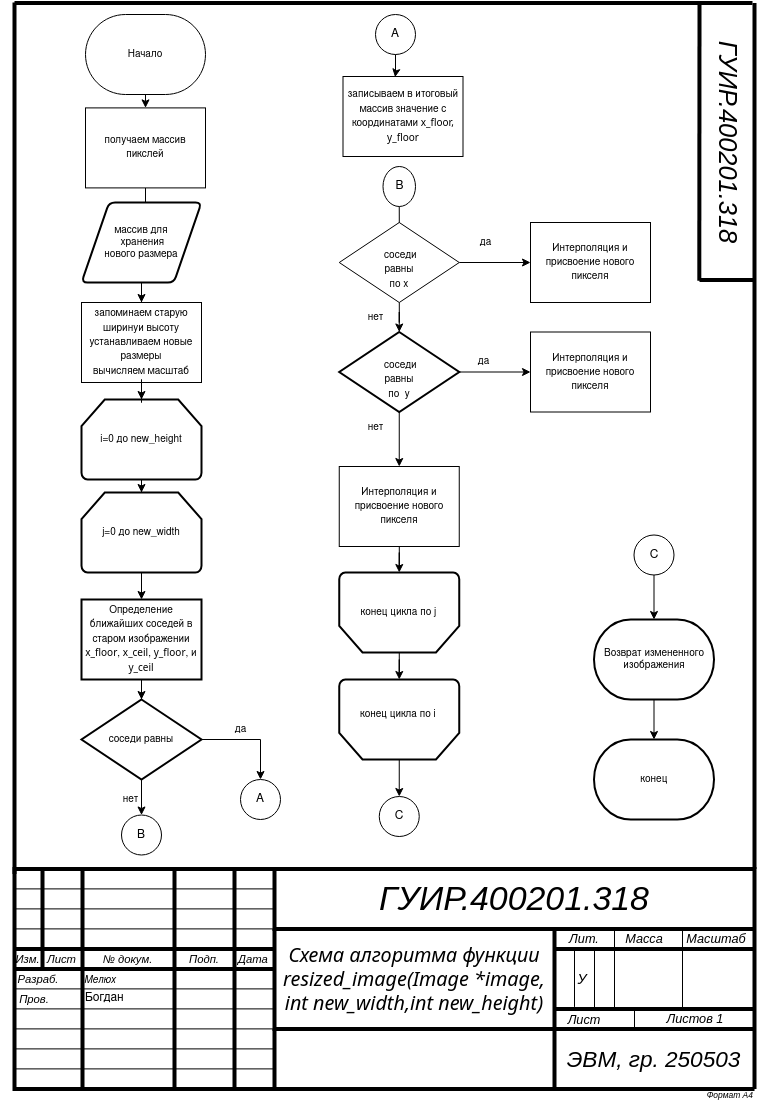 Начало
получаем массив
пикслей
массив для
хранения
нового размера
запоминаем старую
ширинуи высоту
устанавливаем новые
размеры
вычисляем масштаб
i=0 до new_height
j=0 до new_width
Определение
ближайших соседей в
старом изображении
x_floor, x_ceil, y_floor, и
y_ceil
соседи равны
да
нет
A
B
A
записываем в итоговый
массив значение с
координатами x_floor,
y_floor
B
соседи
равны
по x
да
Интерполяция и
присвоение нового
пикселя
нет
соседи
равны
по y
да
Интерполяция и
присвоение нового
пикселя
нет
Интерполяция и
присвоение нового
пикселя
конец цикла по j
конец цикла по i
C
C
Возврат измененного
изображения
конец
ГУИР.400201.318
ГУИР.400201.318
Изм. Лист № докум. Подп. Дата
Разраб. Мелюх
Пров. Богдан
Схема алгоритма функции
resized_image(Image *image,
int new_width,int new_height)
Лит. Масса Масштаб
У
Лист Листов 1
ЭВМ, гр. 250503
Формат А4